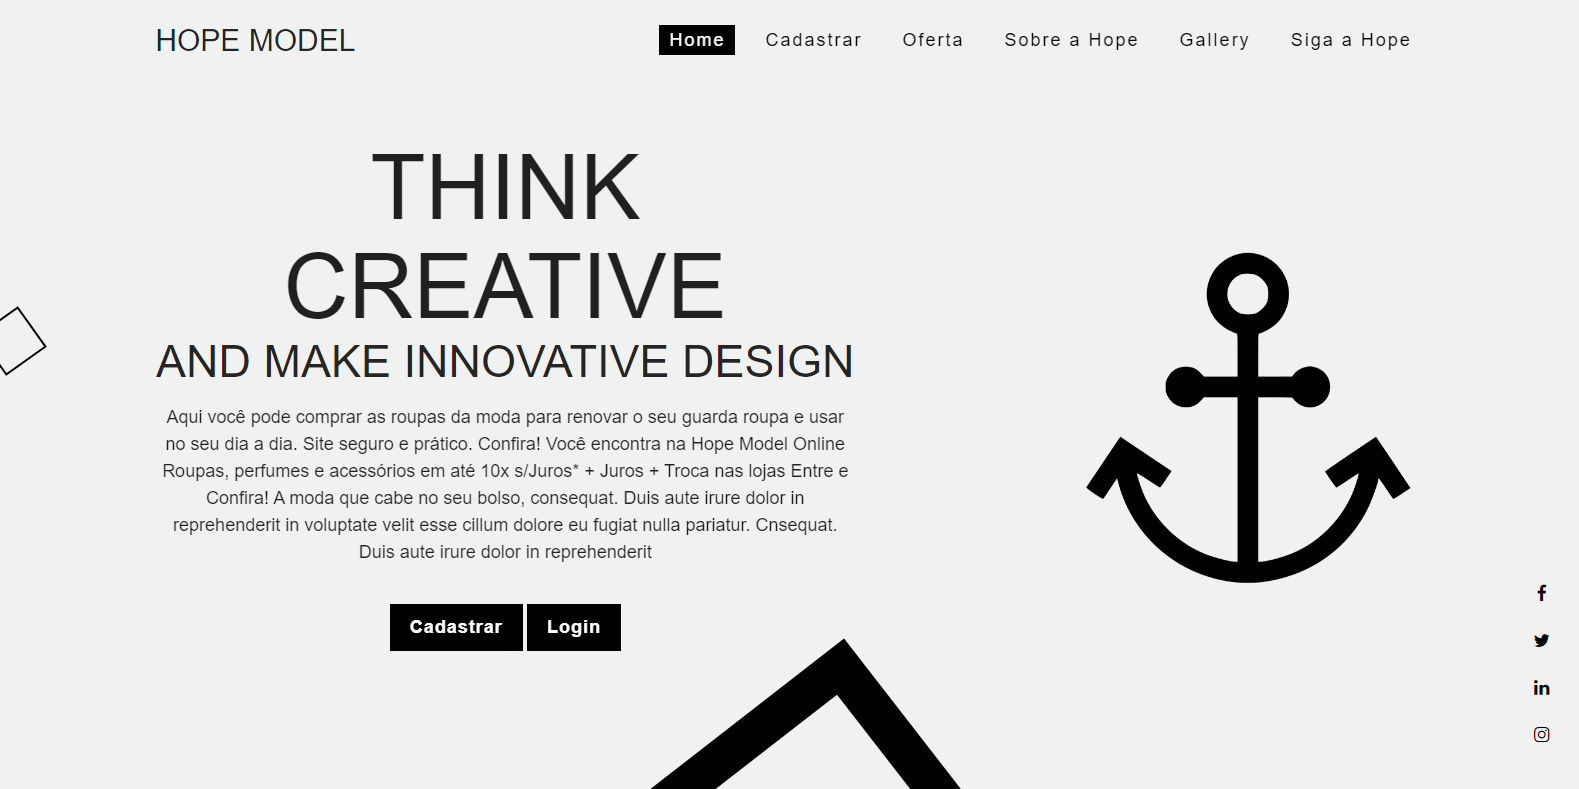 HOPE MODEL
Home Cadastrar Oferta Sobre a Hope Gallery Siga a Hope
THINK
CREATIVE
AND MAKE INNOVATIVE DESIGN
Aqui você pode comprar as roupas da moda para renovar o seu guarda roupa e usar
no seu dia a dia. Site seguro e prático. Confira! Você encontra na Hope Model Online
Roupas, perfumes e acessórios em até 10x s/Juros* + Juros + Troca nas lojas Entre e
Confira! A moda que cabe no seu bolso, consequat. Duis aute irure dolor in
reprehenderit in voluptate velit esse cillum dolore eu fugiat nulla pariatur. Cnsequat.
Duis aute irure dolor in reprehenderit
Cadastrar Login